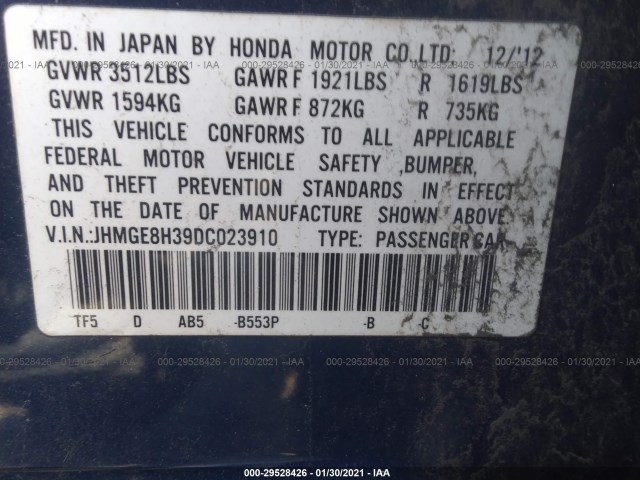 MFD. IN JAPAN BY HONDA MOTOR CO.,LTD: 12/'12
GVWR 3512LBS GAWR F 1921LBS R 1619LBS
GVWR 1594KG GAWR F 872KG R 735KG
THIS VEHICLE CONFORMS TO ALL APPLICABLE
FEDERAL MOTOR VEHICLE SAFETY ,BUMPER,
AND THEFT PREVENTION STANDARDS IN EFFECT
ON THE DATE OF MANUFACTURE SHOWN ABOVE
V.I.N.:JHMGE8H39DC023910 TYPE: PASSENGER CAR
TF5 D AB5 -B553P -B -C
000-29528426 - 01/30/2021 - IAA